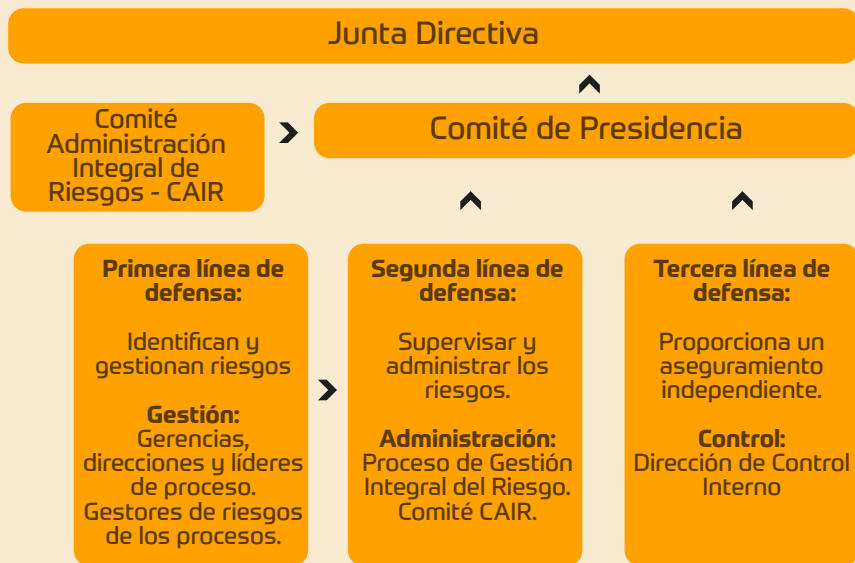 Junta Directiva
Comité
Administración
Integral de
Riesgos - CAIR
Comité de Presidencia
Primera línea de
defensa:
Identifican y
gestionan riesgos
Gestión:
Gerencias,
direcciones y líderes
de proceso.
Gestores de riesgos
de los procesos.
Segunda línea de
defensa:
Supervisar y
administrar los
riesgos.
Administración:
Proceso de Gestión
Integral del Riesgo.
Comité CAIR.
Tercera línea de
defensa:
Proporciona un
aseguramiento
independiente.
Control:
Dirección de Control
Interno